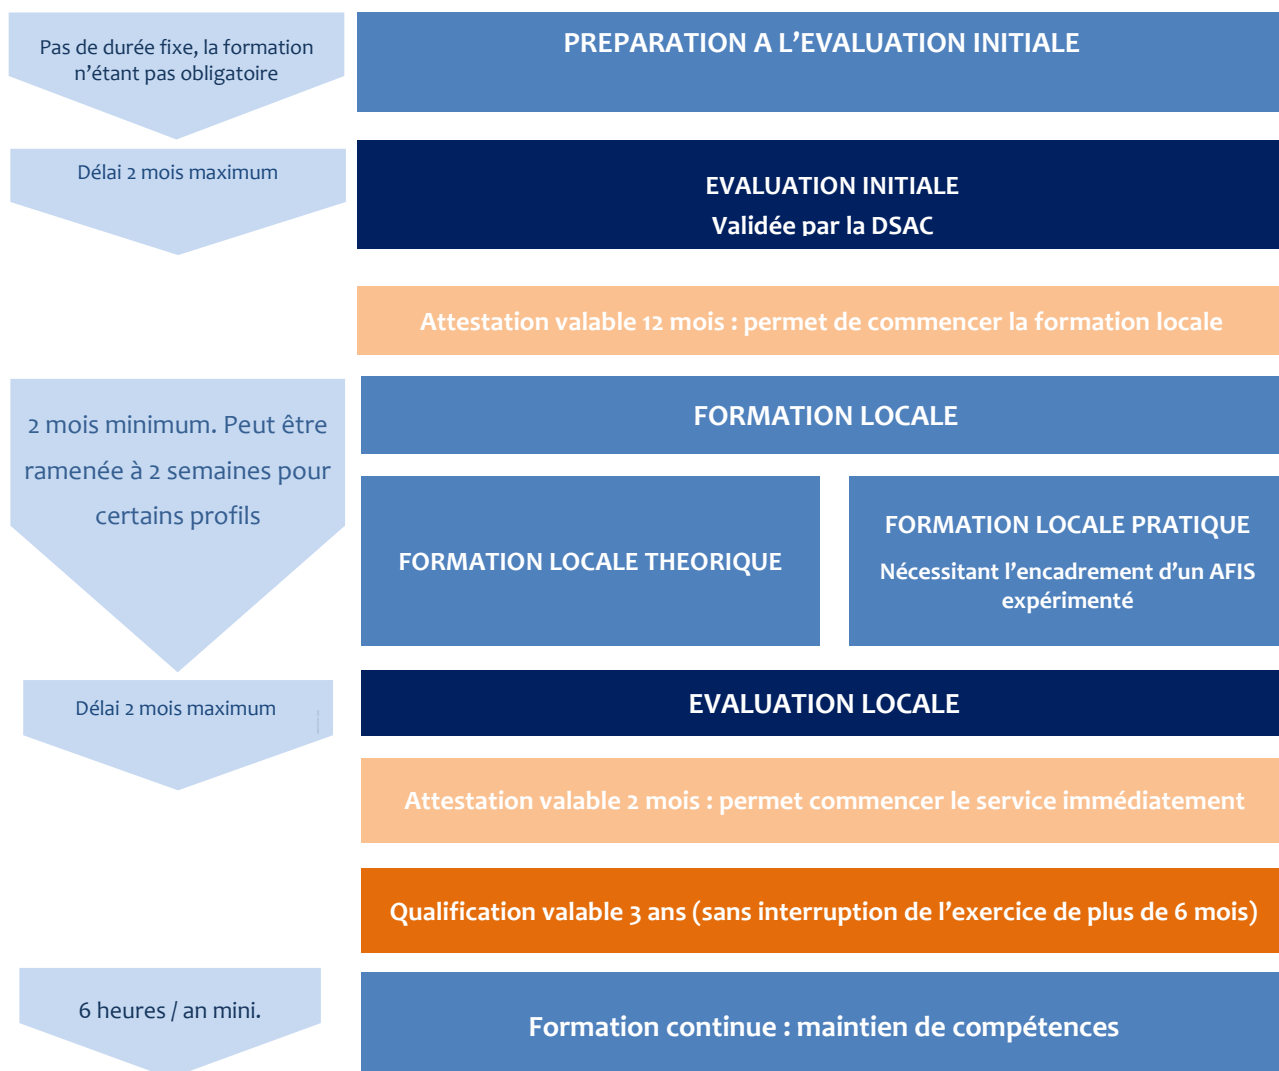 Pas de durée fixe, la formation
n’étant pas obligatoire
PREPARATION A L’EVALUATION INITIALE
Délai 2 mois maximum
EVALUATION INITIALE
Validée par la DSAC
Attestation valable 12 mois : permet de commencer la formation locale
2 mois minimum. Peut être
ramenée à 2 semaines pour
certains profils
FORMATION LOCALE
FORMATION LOCALE THEORIQUE
FORMATION LOCALE PRATIQUE
Nécessitant l’encadrement d’un AFIS
expérimenté
Délai 2 mois maximum
EVALUATION LOCALE
Attestation valable 2 mois : permet commencer le service immédiatement
Qualification valable 3 ans (sans interruption de l’exercice de plus de 6 mois)
6 heures / an mini.
Formation continue : maintien de compétences